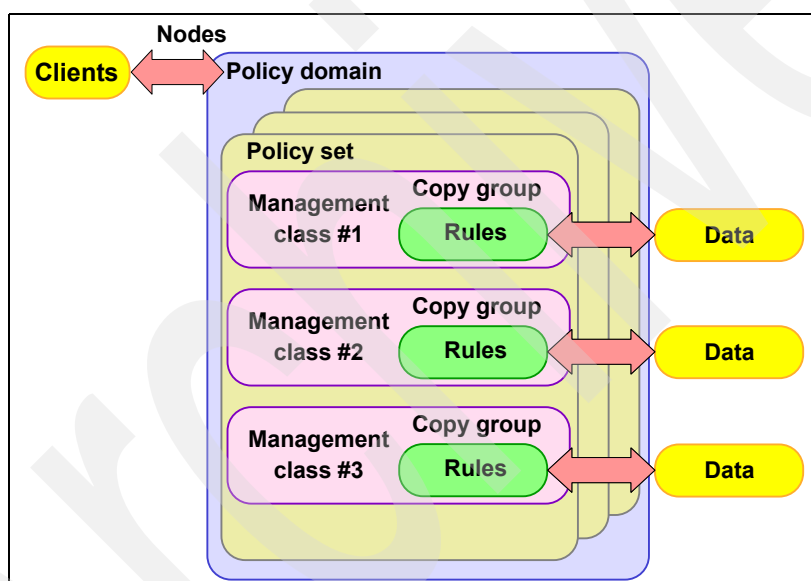 Nodes
Clients
Policy domain
Policy set
Management
class #1
Copy group
Rules
Data
Management
class #2
Copy group
Rules
Data
Management
class #3
Copy group
Rules
Data